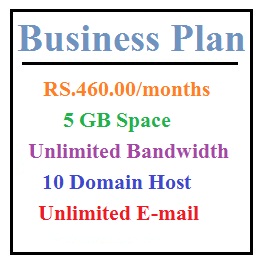 Business Plan
RS.460.00/months
5 GB Space
Unlimited Bandwidth
10 Domain Host
Unlimited E-mail